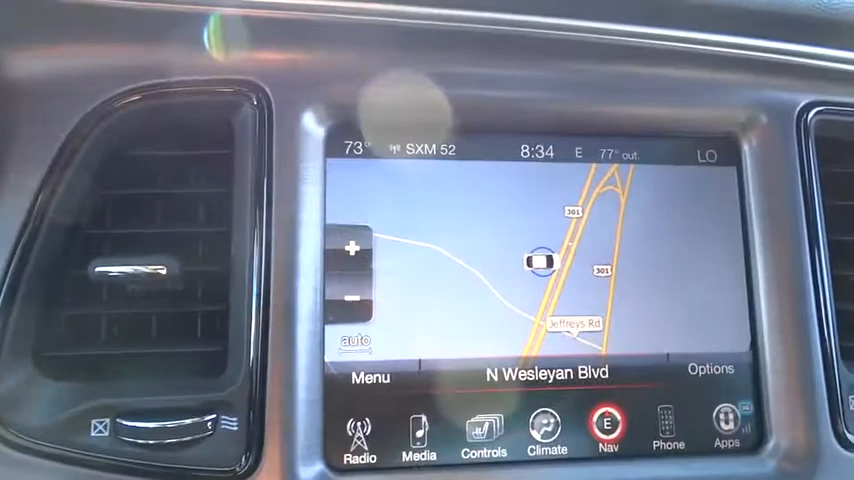 73° SXM 52 8:34 E 77° out LO
301
301
Jeffreys Rd
auto
Menu N Wesleyan Blvd Options
E
Radio Media Controls Climate Nav Phone Apps